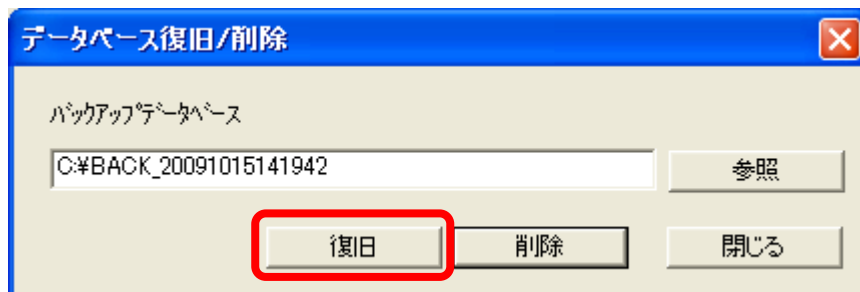 データベース復旧/削除
ﾊﾞｯｸｱｯﾌﾟﾃﾞｰﾀﾍﾞｰｽ
C:¥BACK_20091015141942
参照
復旧 削除 閉じる